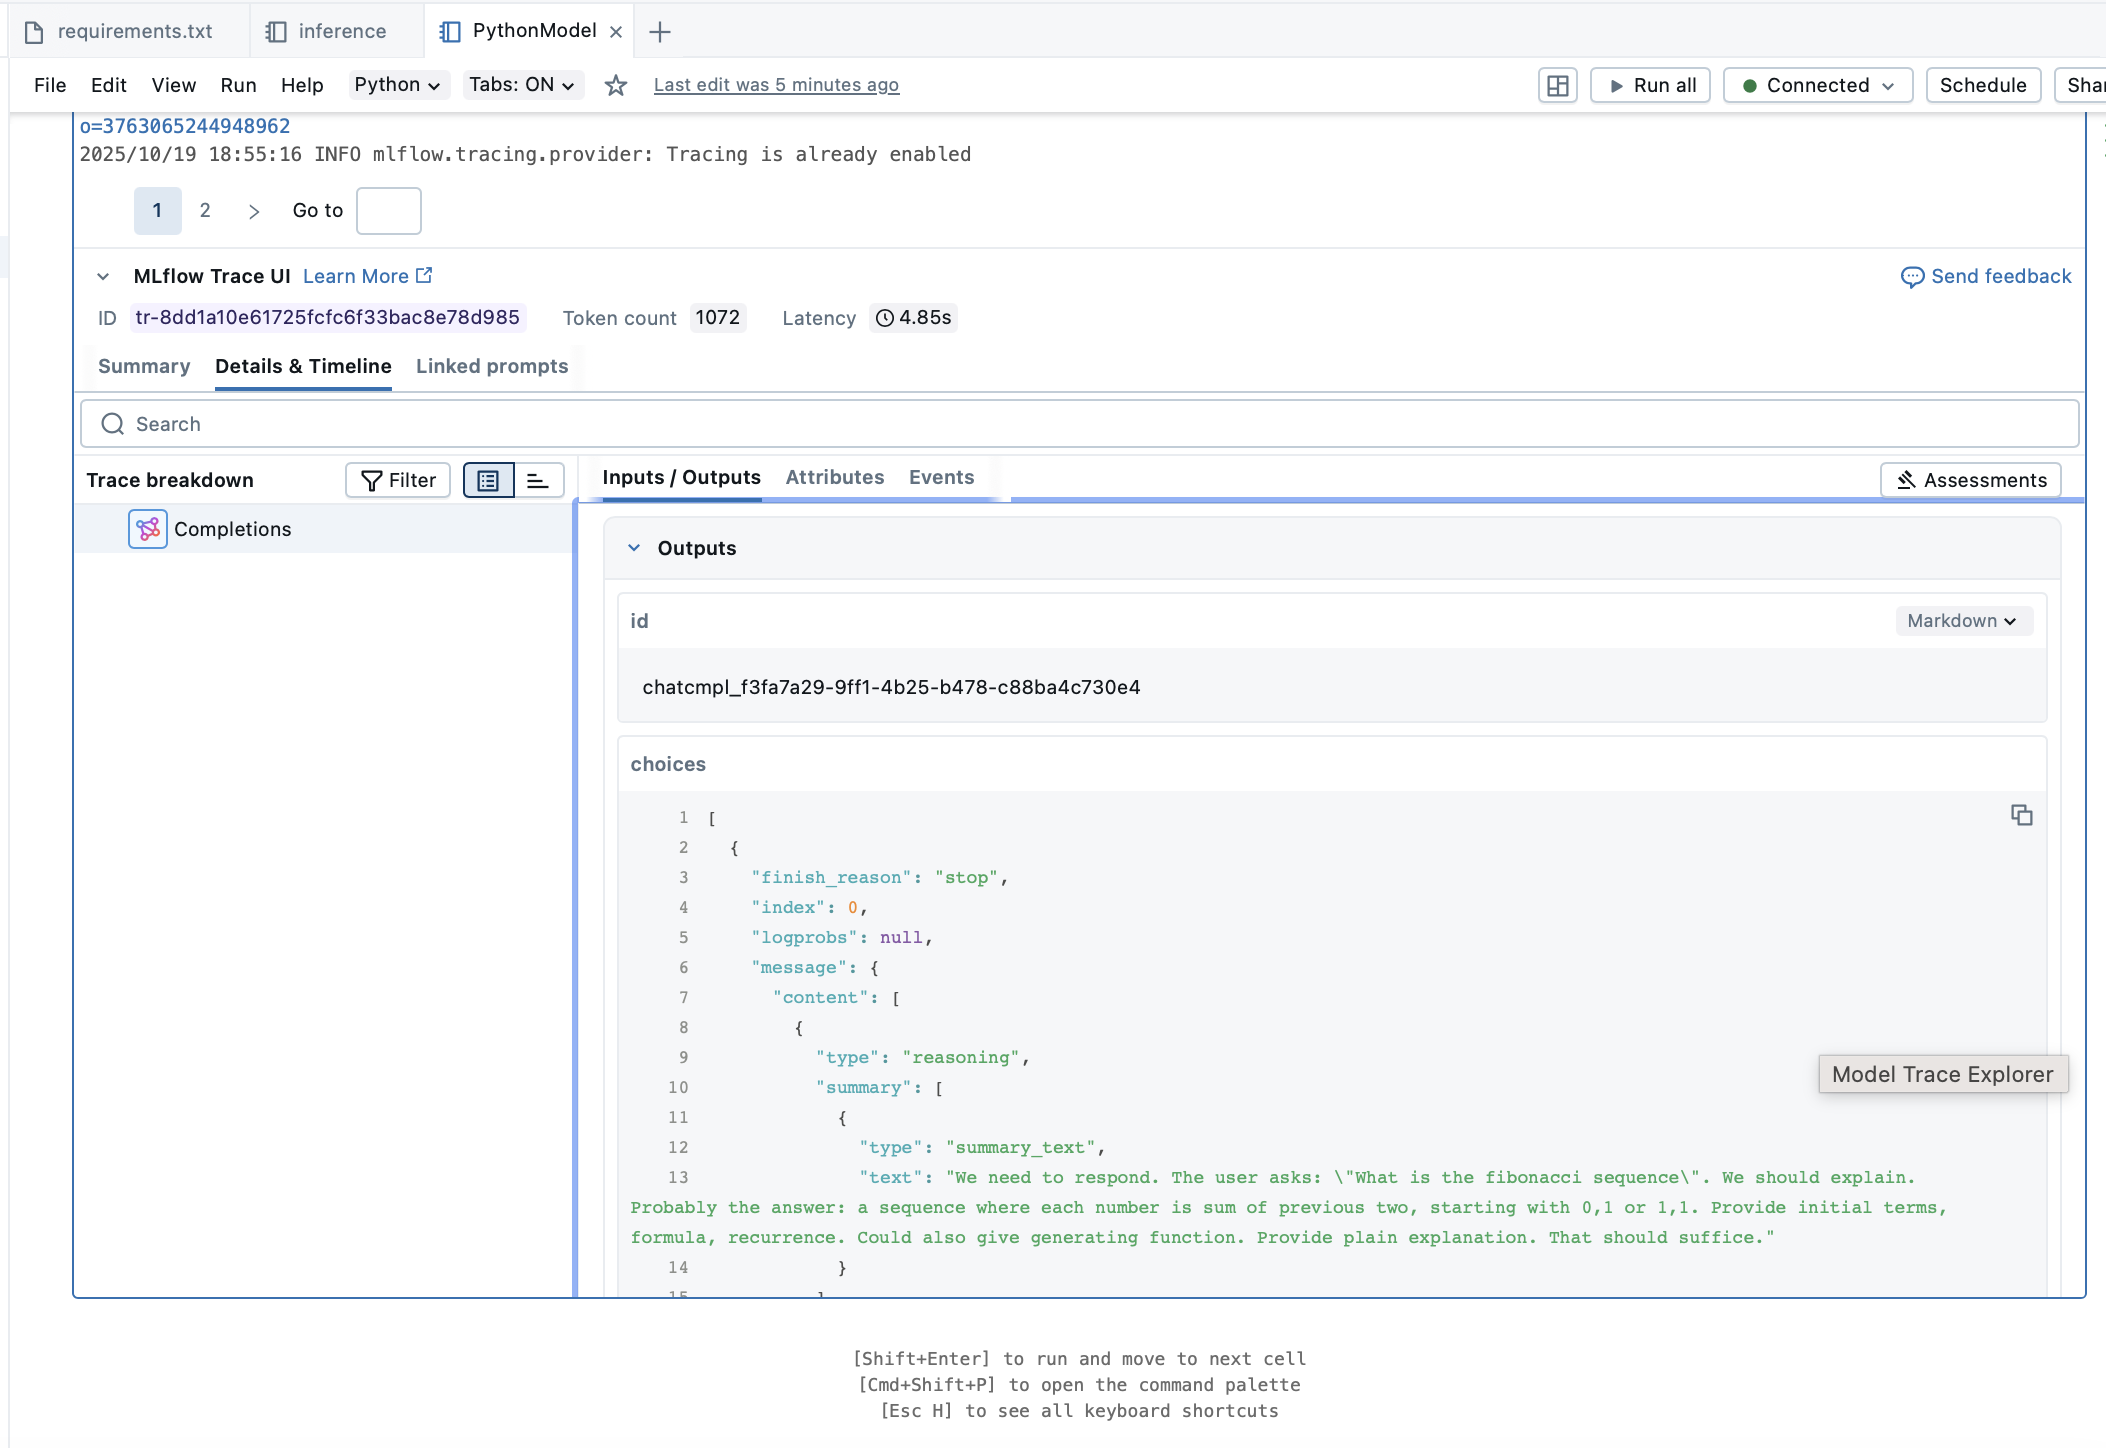 requirements.txt inference PythonModel
File Edit View Run Help Python Tabs: ON Last edit was 5 minutes ago Run all Connected Schedule
o=3763065244948962
2025/10/19 18:55:16 INFO mlflow.tracing.provider: Tracing is already enabled
1 2 > Go to
MLflow Trace UI Learn More Send feedback
ID tr-8dd1a10e61725fcfc6f33bac8e78d985 Token count 1072 Latency 4.85s
Summary Details & Timeline Linked prompts
Search
Trace breakdown Filter Inputs / Outputs Attributes Events Assessments
Completions
Outputs
id Markdown
chatcmpl_f3fa7a29-9ff1-4b25-b478-c88ba4c730e4
choices
1 [
2 {
3 "finish_reason": "stop",
4 "index": 0,
5 "logprobs": null,
6 "message": {
7 "content": [
8 {
9 "type": "reasoning",
10 "summary": [
11 {
12 "type": "summary_text",
13 "text": "We need to respond. The user asks: \"What is the fibonacci sequence\". We should explain.
Probably the answer: a sequence where each number is sum of previous two, starting with 0,1 or 1,1. Provide initial terms,
formula, recurrence. Could also give generating function. Provide plain explanation. That should suffice."
14 }
Model Trace Explorer
[Shift+Enter] to run and move to next cell
[Cmd+Shift+P] to open the command palette
[Esc H] to see all keyboard shortcuts